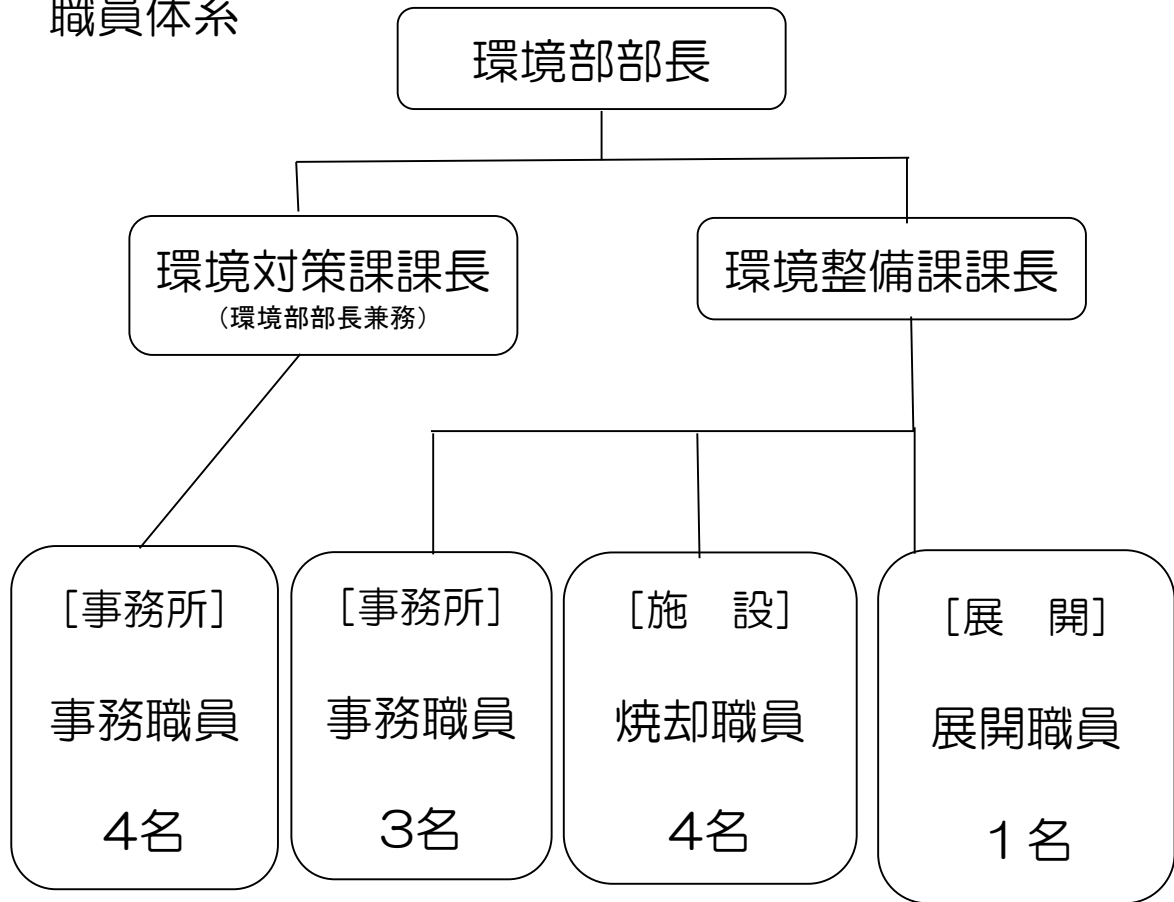 職員体系
環境部部長
環境対策課課長
（環境部部長兼務）
環境整備課課長
［事務所］
事務職員
4名
［事務所］
事務職員
3名
［施　設］
焼却職員
4名
［展　開］
展開職員
１名